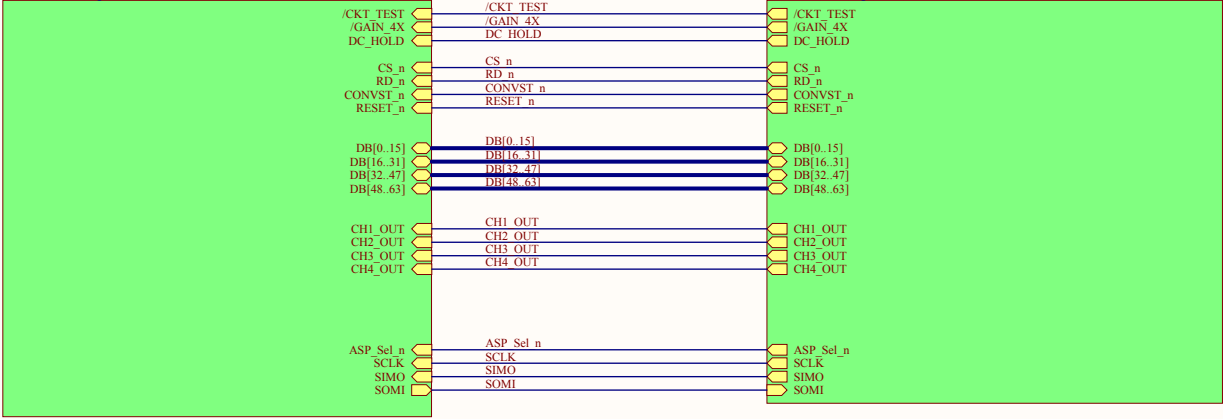 /CKT_TEST /CKT_TEST /CKT_TEST
/GAIN_4X /GAIN_4X /GAIN_4X
DC_HOLD DC_HOLD DC_HOLD
CS_n CS_n CS_n
RD_n RD_n RD_n
CONVST_n CONVST_n CONVST_n
RESET_n RESET_n RESET_n
DB[0..15] DB[0..15] DB[0..15]
DB[16..31] DB[16..31] DB[16..31]
DB[32..47] DB[32..47] DB[32..47]
DB[48..63] DB[48..63] DB[48..63]
CH1_OUT CH1_OUT CH1_OUT
CH2_OUT CH2_OUT CH2_OUT
CH3_OUT CH3_OUT CH3_OUT
CH4_OUT CH4_OUT CH4_OUT
ASP_Sel_n ASP_Sel_n ASP_Sel_n
SCLK SCLK SCLK
SIMO SIMO SIMO
SOMI SOMI SOMI